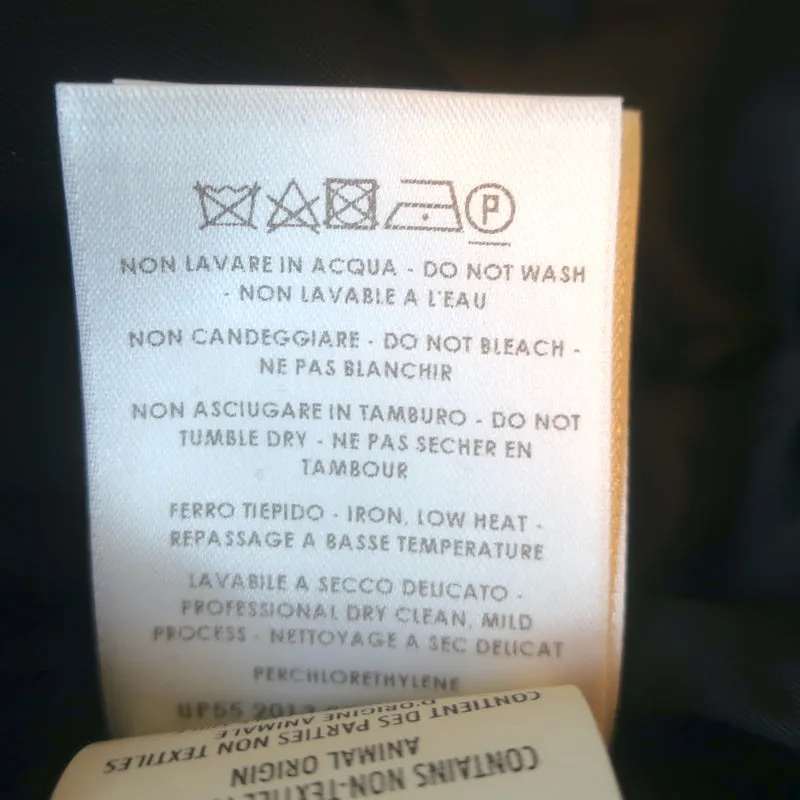 P
NON LAVARE IN ACQUA - DO NOT WASH
- NON LAVABLE A L'EAU
NON CANDEGGIARE - DO NOT BLEACH -
NE PAS BLANCHIR
NON ASCIUGARE IN TAMBURO - DO NOT
TUMBLE DRY - NE PAS SECHER EN
TAMBOUR
FERRO TIEPIDO - IRON, LOW HEAT -
REPASSAGE A BASSE TEMPERATURE
LAVABILE A SECCO DELICATO -
PROFESSIONAL DRY CLEAN, MILD
PROCESS - NETTOYAGE A SEC DELICAT
PERCHLORETHYLENE
UP55 2013
CONTAINS NON-TEXTILE
ANIMAL ORIGIN
CONTIENT DES PARTIES NON TEXTILES
D'ORIGINE ANIMALE